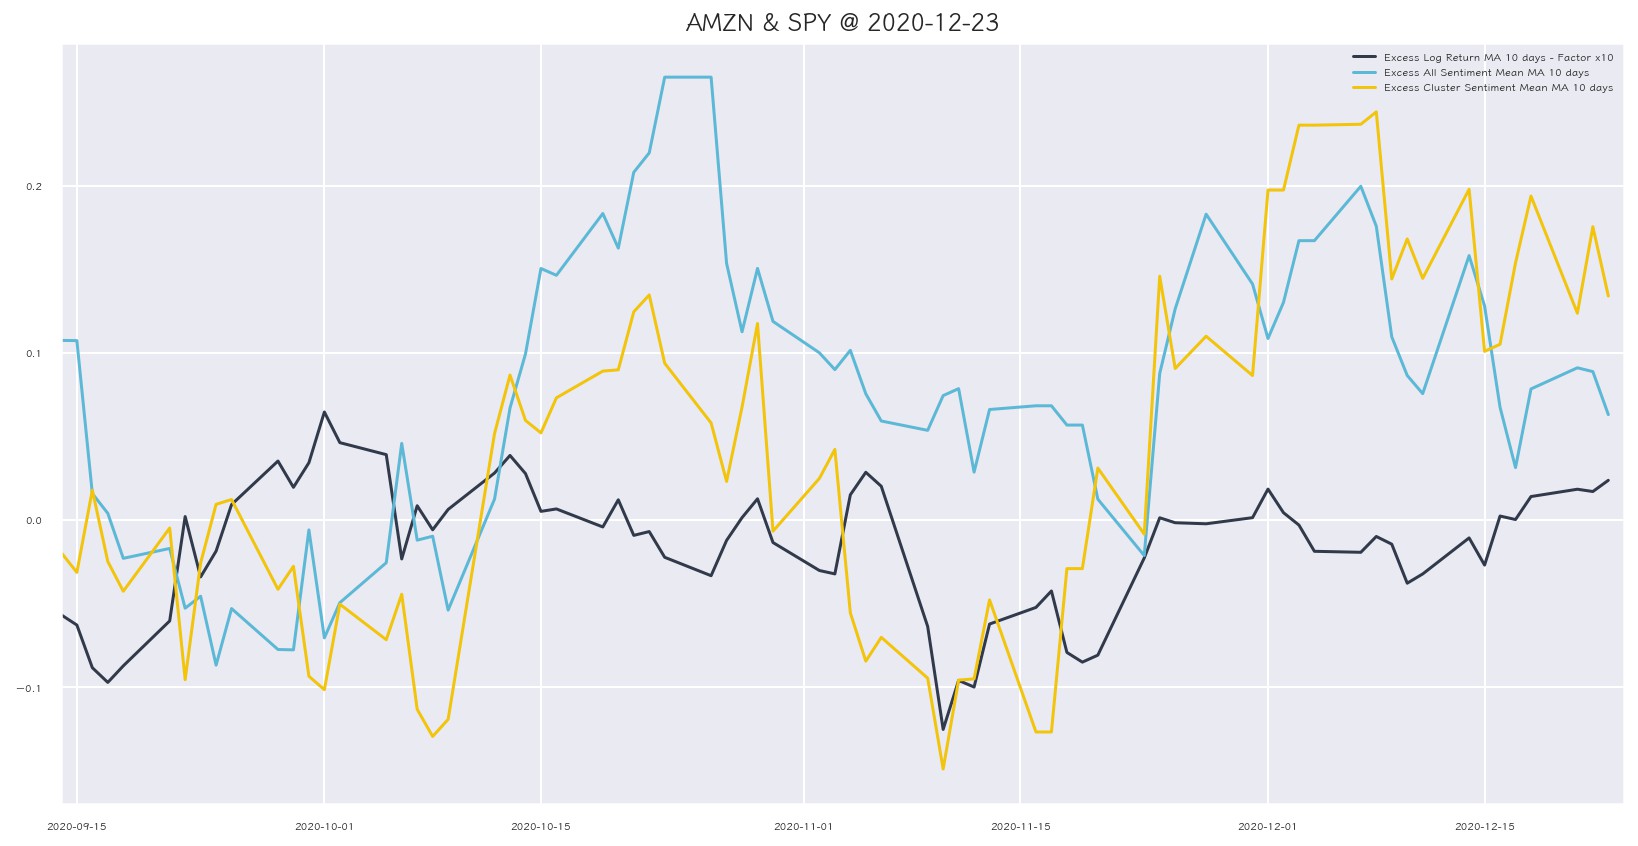 AMZN & SPY @ 2020-12-23
Excess Log Return MA 10 days - Factor x10
Excess All Sentiment Mean MA 10 days
Excess Cluster Sentiment Mean MA 10 days
0.2
0.1
0.0
−0.1
2020-09-15 2020-10-01 2020-10-15 2020-11-01 2020-11-15 2020-12-01 2020-12-15